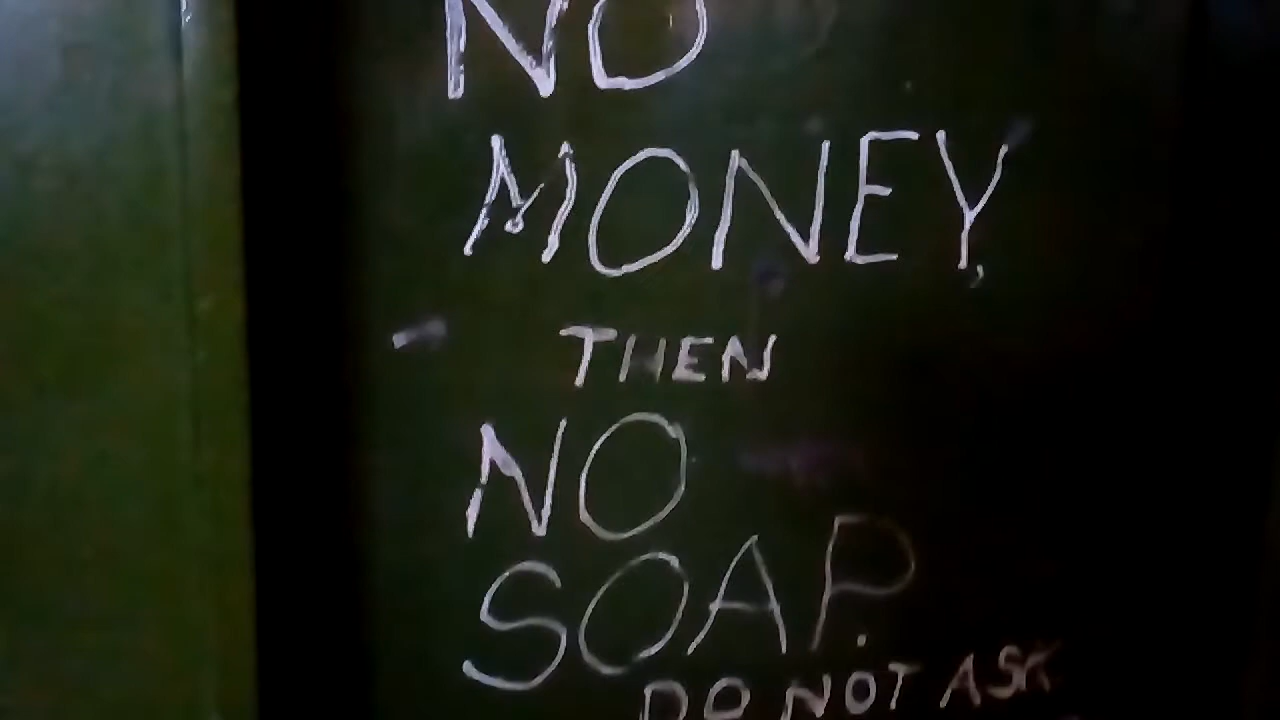 NO
MONEY,
THEN
NO
SOAP.
DO NOT ASK